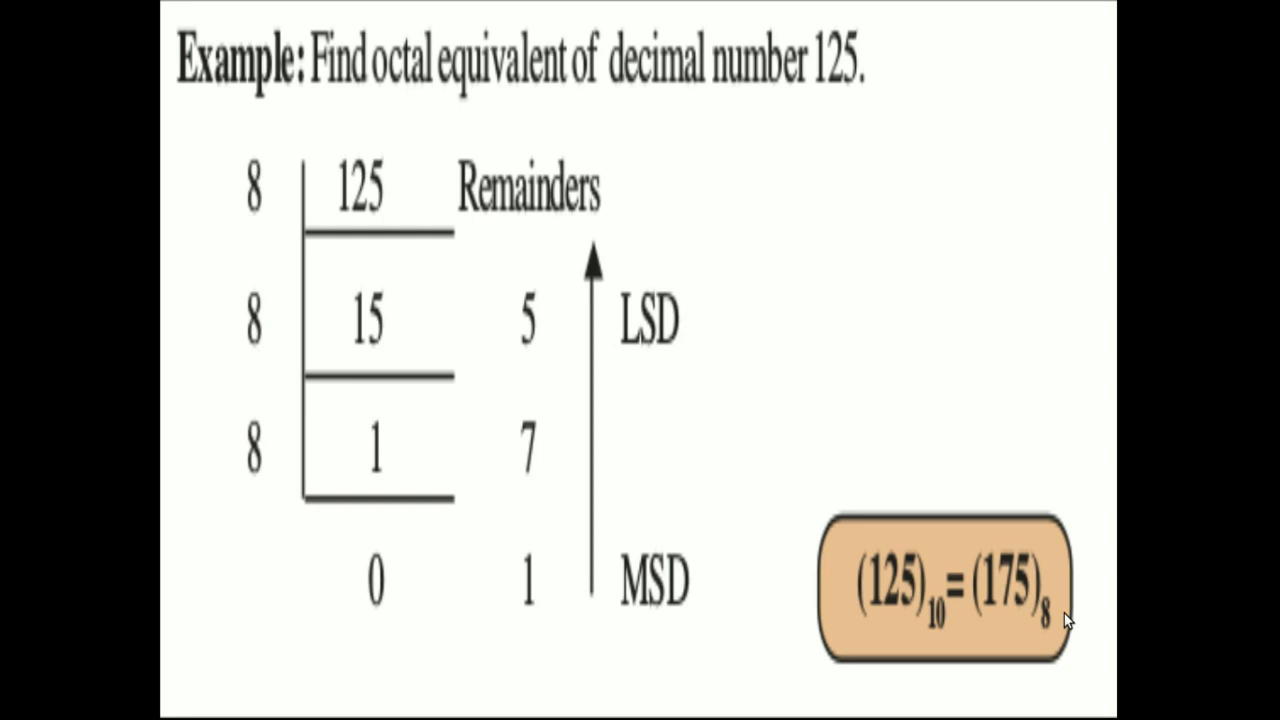 Example: Find octal equivalent of decimal number 125.
8 125 Remainders
8 15 5 LSD
8 1 7
0 1 MSD
(125)10 = (175)8